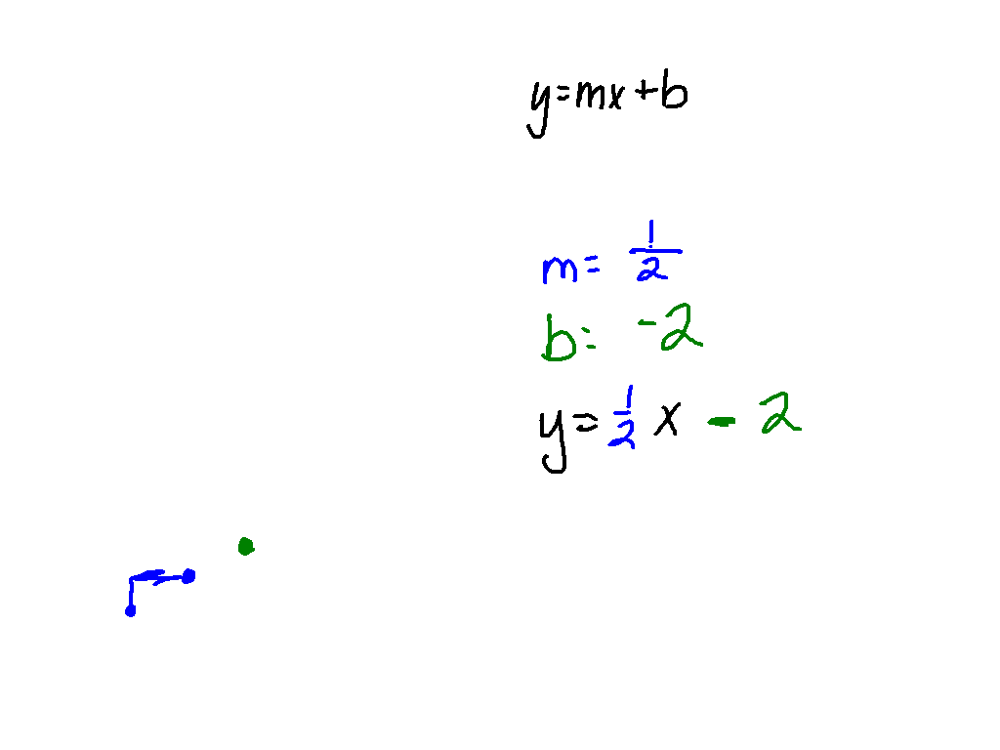 y=mx+b
m= 1/2
b= -2
y= 1/2 x - 2